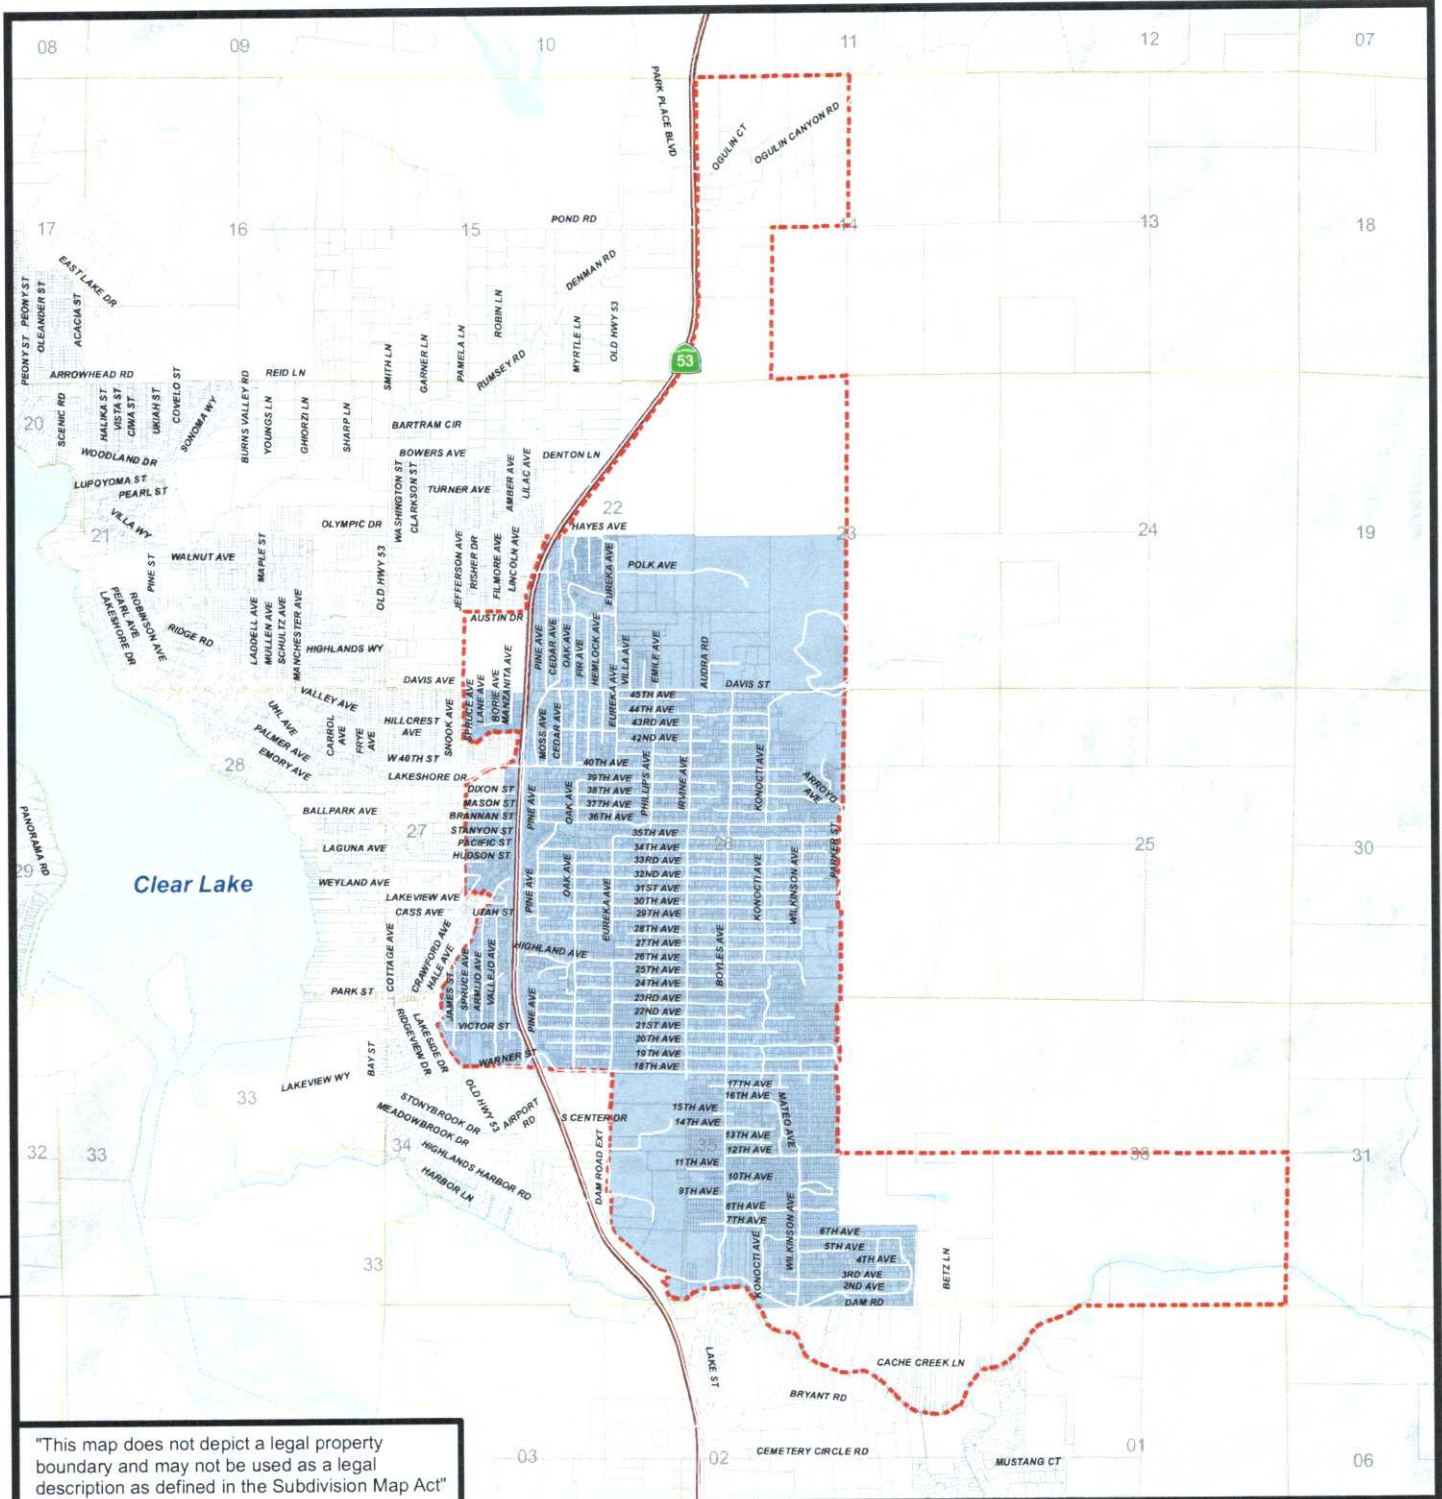 08 09 10 11 12 07
PARK PLACE BLVD
OGULIN CT
OGULIN CANYON RD
17 16 15 14 13 18
POND RD
EAST LAKE DR
DENMAN RD
PEONY ST PEONY ST
OLEANDER ST
ACACIA ST
ROBIN LN
MYRTLE LN
OLD HWY 53
53
SMITH LN
GARNER LN
PAMELA LN
RUMSEY RD
ARROWHEAD RD
REID LN
SCENIC RD
HALIKA ST
VISTA ST
CIWA ST
UKIAH ST
COVELO ST
SONOMA WY
BURNS VALLEY RD
YOUNGS LN
GHIORZI LN
SHARP LN
BARTRAM CIR
20
WOODLAND DR
BOWERS AVE
DENTON LN
LUPOYOMA ST
PEARL ST
WASHINGTON ST
CLARKSON ST
TURNER AVE
AMBER AVE
LILAC AVE
22
VILLA WY
OLYMPIC DR
HAYES AVE
21 23 24 19
PINE ST
WALNUT AVE
MAPLE ST
OLD HWY 53
JEFFERSON AVE
RISHER DR
FILMORE AVE
LINCOLN AVE
EUREKA AVE
POLK AVE
ROBINSON AVE
PEARL AVE
LAKESHORE DR
RIDGE RD
LADDELL AVE
MULLEN AVE
SCHULTZ AVE
MANCHESTER AVE
HIGHLANDS WY
AUSTIN DR
PINE AVE
CEDAR AVE
OAK AVE
FIR AVE
HEMLOCK AVE
VILLA AVE
EMILE AVE
AUDRA RD
DAVIS AVE
DAVIS ST
VALLEY AVE
UHL AVE
PALMER AVE
EMORY AVE
CARROL AVE
FRYE AVE
HILLCREST AVE
SNOOK AVE
SPRUCE AVE
LANE AVE
BORIE AVE
MANZANITA AVE
MOSS AVE
CEDAR AVE
EUREKA AVE
45TH AVE
44TH AVE
43RD AVE
42ND AVE
W 40TH ST
40TH AVE
28
LAKESHORE DR
39TH AVE
DIXON ST
38TH AVE
MASON ST
37TH AVE
BRANNAN ST
36TH AVE
PINE AVE
OAK AVE
PHILLIPS AVE
IRVINE AVE
KONOCTI AVE
ARROYO AVE
PANORAMA RD
BALLPARK AVE
27
STANYON ST
PACIFIC ST
HUDSON ST
35TH AVE
34TH AVE
33RD AVE
26 25 30
PARKER ST
LAGUNA AVE
29
Clear Lake
WEYLAND AVE
32ND AVE
31ST AVE
30TH AVE
29TH AVE
LAKEVIEW AVE
CASS AVE
UTAH ST
PINE AVE
OAK AVE
EUREKA AVE
KONOCTI AVE
WILKINSON AVE
28TH AVE
27TH AVE
26TH AVE
25TH AVE
24TH AVE
23RD AVE
22ND AVE
21ST AVE
20TH AVE
19TH AVE
18TH AVE
HIGHLAND AVE
BOYLES AVE
COTTAGE AVE
CRAWFORD AVE
HALE AVE
JAMES ST
SPRUCE AVE
ARMIJO AVE
VALLEJO AVE
PINE AVE
PARK ST
VICTOR ST
WARNER ST
RIDGEVIEW DR
LAKESIDE DR
BAY ST
LAKEVIEW WY
33
OLD HWY 53
STONYBROOK DR
MEADOWBROOK DR
AIRPORT RD
S CENTER DR
DAM ROAD EXT
17TH AVE
16TH AVE
15TH AVE
14TH AVE
13TH AVE
12TH AVE
11TH AVE
10TH AVE
9TH AVE
8TH AVE
7TH AVE
MATEO AVE
32 33 34 35 36 31
HIGHLANDS HARBOR RD
HARBOR LN
33
KONOCTI AVE
WILKINSON AVE
6TH AVE
5TH AVE
4TH AVE
3RD AVE
2ND AVE
DAM RD
BETZ LN
LAKE ST
CACHE CREEK LN
BRYANT RD
03 02 01 06
CEMETERY CIRCLE RD
MUSTANG CT
"This map does not depict a legal property
boundary and may not be used as a legal
description as defined in the Subdivision Map Act"